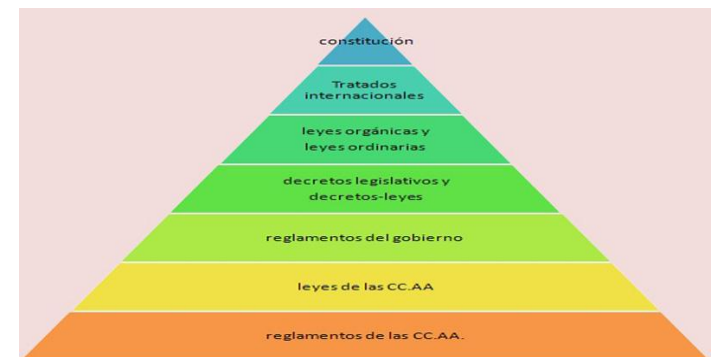 constitución
Tratados
internacionales
leyes orgánicas y
leyes ordinarias
decretos legislativos y
decretos-leyes
reglamentos del gobierno
leyes de las CC.AA
reglamentos de las CC.AA.